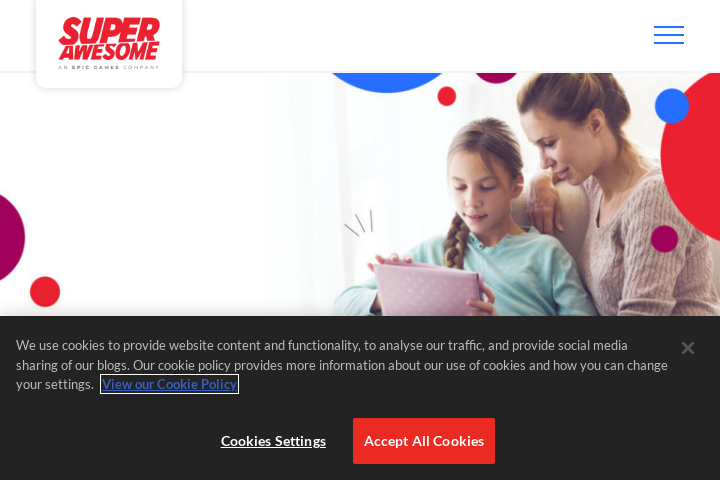 SUPER
AWESOME
AN EPIC GAMES COMPANY
We use cookies to provide website content and functionality, to analyse our traffic, and provide social media
sharing of our blogs. Our cookie policy provides more information about our use of cookies and how you can change
your settings. View our Cookie Policy
Cookies Settings
Accept All Cookies